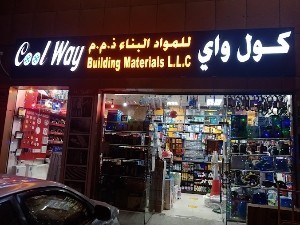 Cool Way
للمواد البناء ذ.م.م
Building Materials L.L.C
كول واي